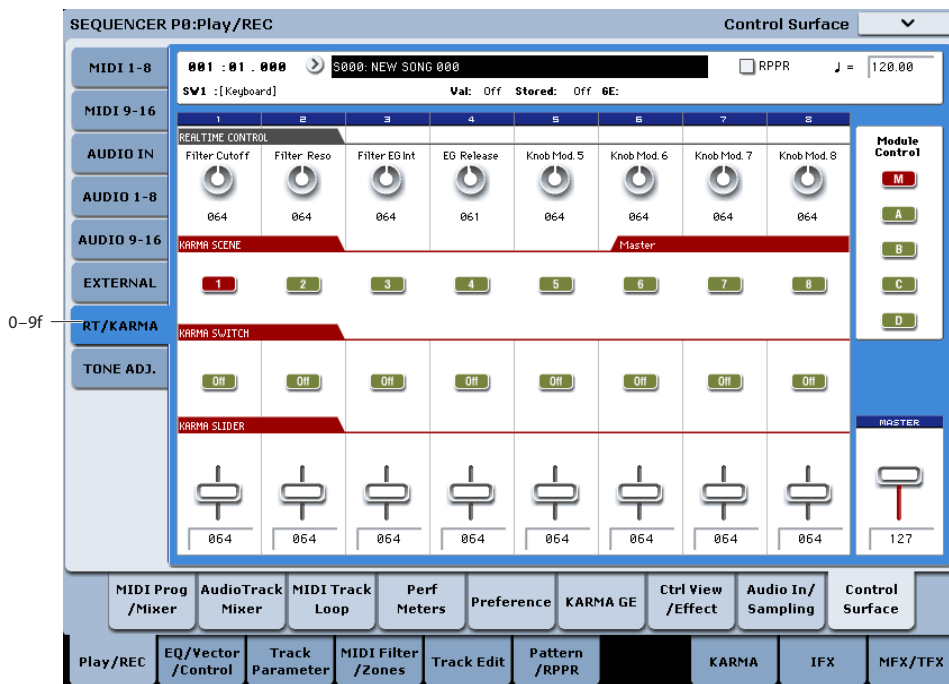 SEQUENCER P0:Play/REC
Control Surface
MIDI 1-8
MIDI 9-16
AUDIO IN
AUDIO 1-8
AUDIO 9-16
EXTERNAL
0–9f
RT/KARMA
TONE ADJ.
001 :01 . 000
S000: NEW SONG 000
RPPR
♩ = 120.00
SW1 :[Keyboard]
Val: Off Stored: Off 6E:
1 2 3 4 5 6 7 8
REALTIME CONTROL
Filter Cutoff Filter Reso Filter EG Int EG Release Knob Mod. 5 Knob Mod. 6 Knob Mod. 7 Knob Mod. 8
064 064 064 061 064 064 064 064
KARMA SCENE
Master
1 2 3 4 5 6 7 8
KARMA SWITCH
Off Off Off Off Off Off Off Off
KARMA SLIDER
064 064 064 064 064 064 064 064
Module
Control
M
A
B
C
D
MASTER
127
MIDI Prog
/Mixer
AudioTrack
Mixer
MIDI Track
Loop
Perf
Meters
Preference
KARMA GE
Ctrl View
/Effect
Audio In/
Sampling
Control
Surface
Play/REC
EQ/Vector
/Control
Track
Parameter
MIDI Filter
/Zones
Track Edit
Pattern
/RPPR
KARMA
IFX
MFX/TFX